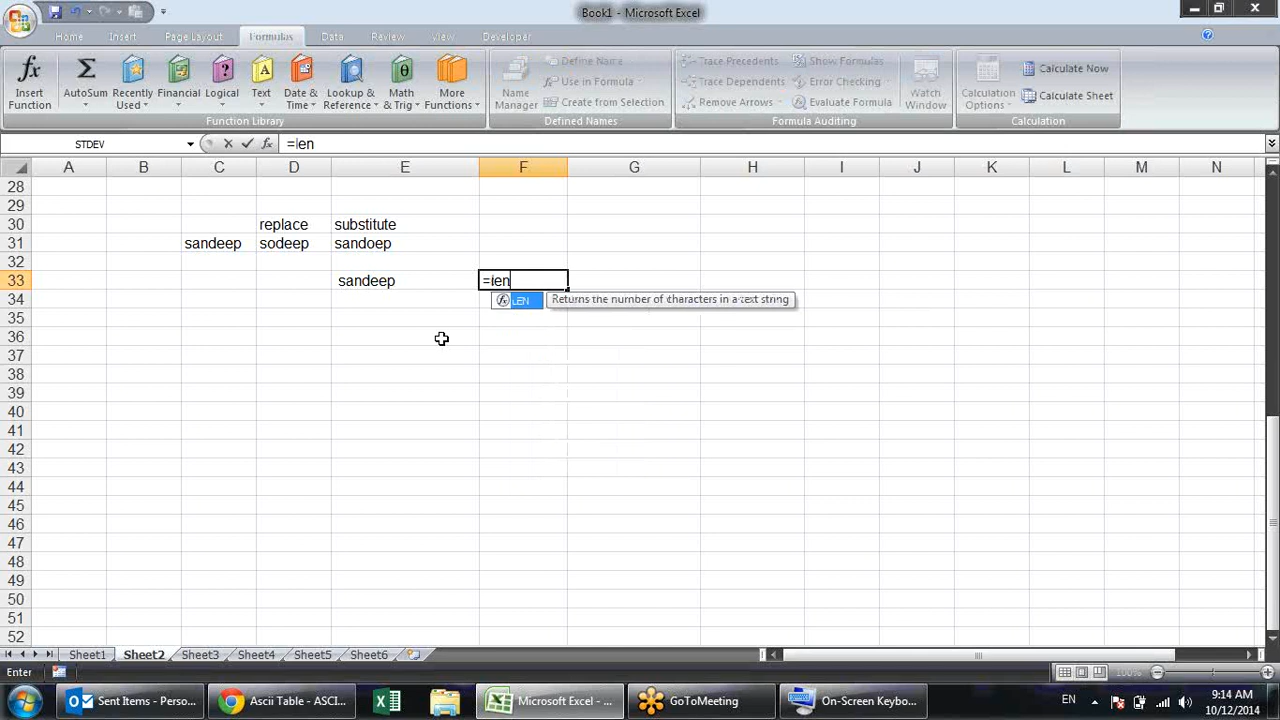 Book1 - Microsoft Excel
Home Insert Page Layout Formulas Data Review View Developer
Insert Function
AutoSum
Recently Used
Financial
Logical
Text
Date & Time
Lookup & Reference
Math & Trig
More Functions
Function Library
Name Manager
Define Name
Use in Formula
Create from Selection
Defined Names
Trace Precedents
Trace Dependents
Remove Arrows
Show Formulas
Error Checking
Evaluate Formula
Formula Auditing
Watch Window
Calculation Options
Calculate Now
Calculate Sheet
Calculation
STDEV fx =len
A B C D E F G H I J K L M N
28
29
30 replace substitute
31 sandeep sodeep sandoep
32
33 sandeep =len
34 fx LEN Returns the number of characters in a text string
35
36
37
38
39
40
41
42
43
44
45
46
47
48
49
50
51
52
Sheet1 Sheet2 Sheet3 Sheet4 Sheet5 Sheet6
Enter 100%
Sent Items - Perso... Ascii Table - ASCI... Microsoft Excel - ... GoToMeeting On-Screen Keybo... EN 9:14 AM
10/12/2014